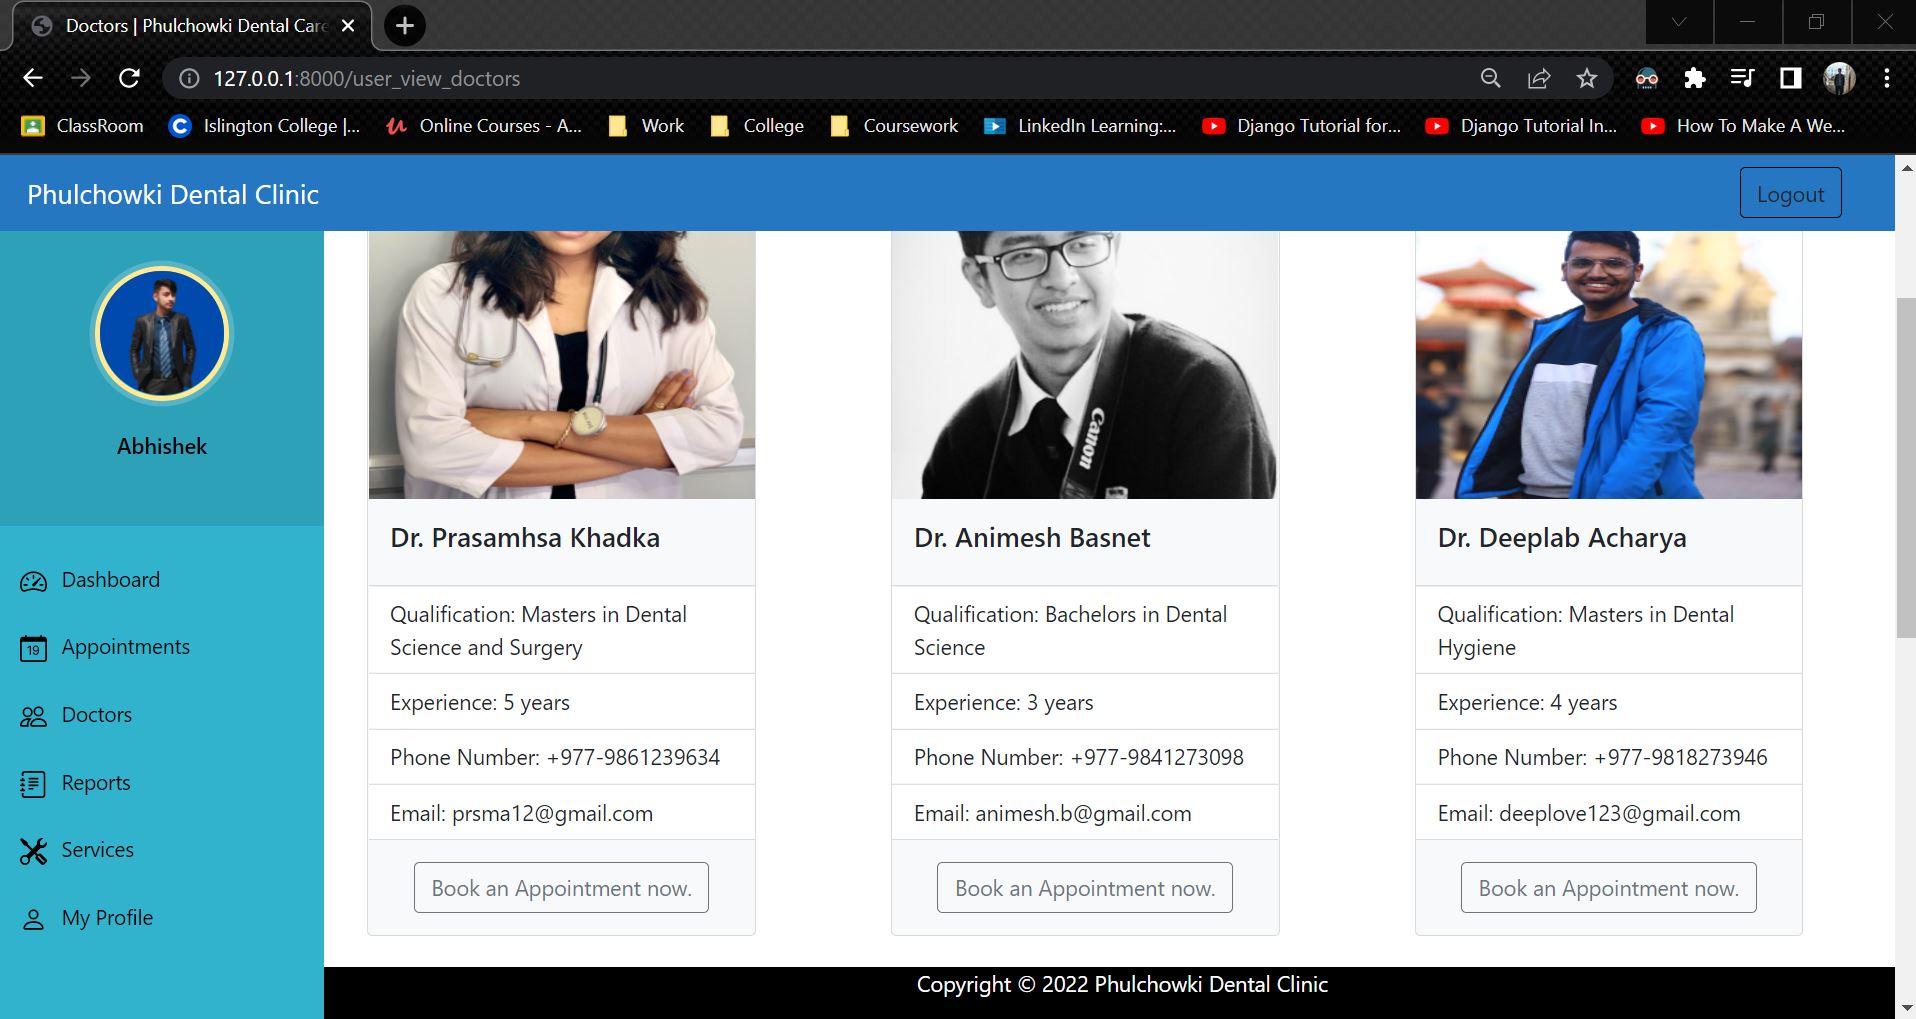 Doctors | Phulchowki Dental Care
127.0.0.1:8000/user_view_doctors
ClassRoom
Islington College |...
Online Courses - A...
Work
College
Coursework
LinkedIn Learning:...
Django Tutorial for...
Django Tutorial In...
How To Make A We...
Phulchowki Dental Clinic
Logout
Abhishek
Dashboard
19
Appointments
Doctors
Reports
Services
My Profile
Dr. Prasamhsa Khadka
Qualification: Masters in Dental
Science and Surgery
Experience: 5 years
Phone Number: +977-9861239634
Email: prsma12@gmail.com
Book an Appointment now.
Canon
Dr. Animesh Basnet
Qualification: Bachelors in Dental
Science
Experience: 3 years
Phone Number: +977-9841273098
Email: animesh.b@gmail.com
Book an Appointment now.
Dr. Deeplab Acharya
Qualification: Masters in Dental
Hygiene
Experience: 4 years
Phone Number: +977-9818273946
Email: deeplove123@gmail.com
Book an Appointment now.
Copyright © 2022 Phulchowki Dental Clinic